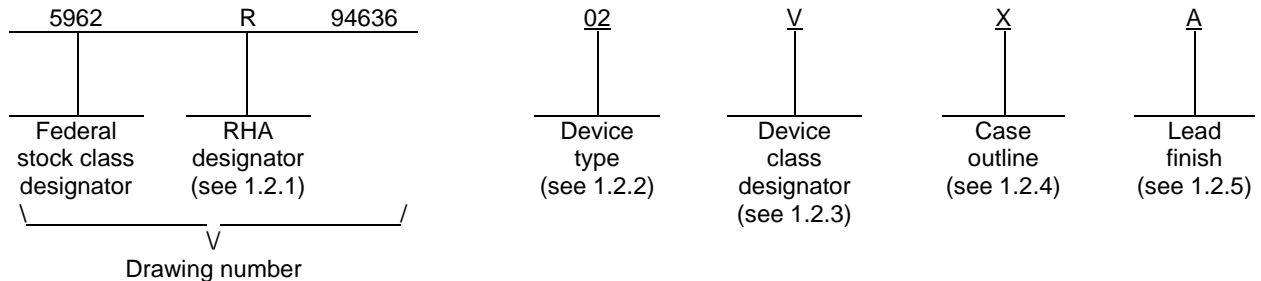 5962 R 94636 02 V X A
Federal RHA Device Device Case Lead
stock class designator type class outline finish
designator (see 1.2.1) (see 1.2.2) designator (see 1.2.4) (see 1.2.5)
(see 1.2.3)
Drawing number